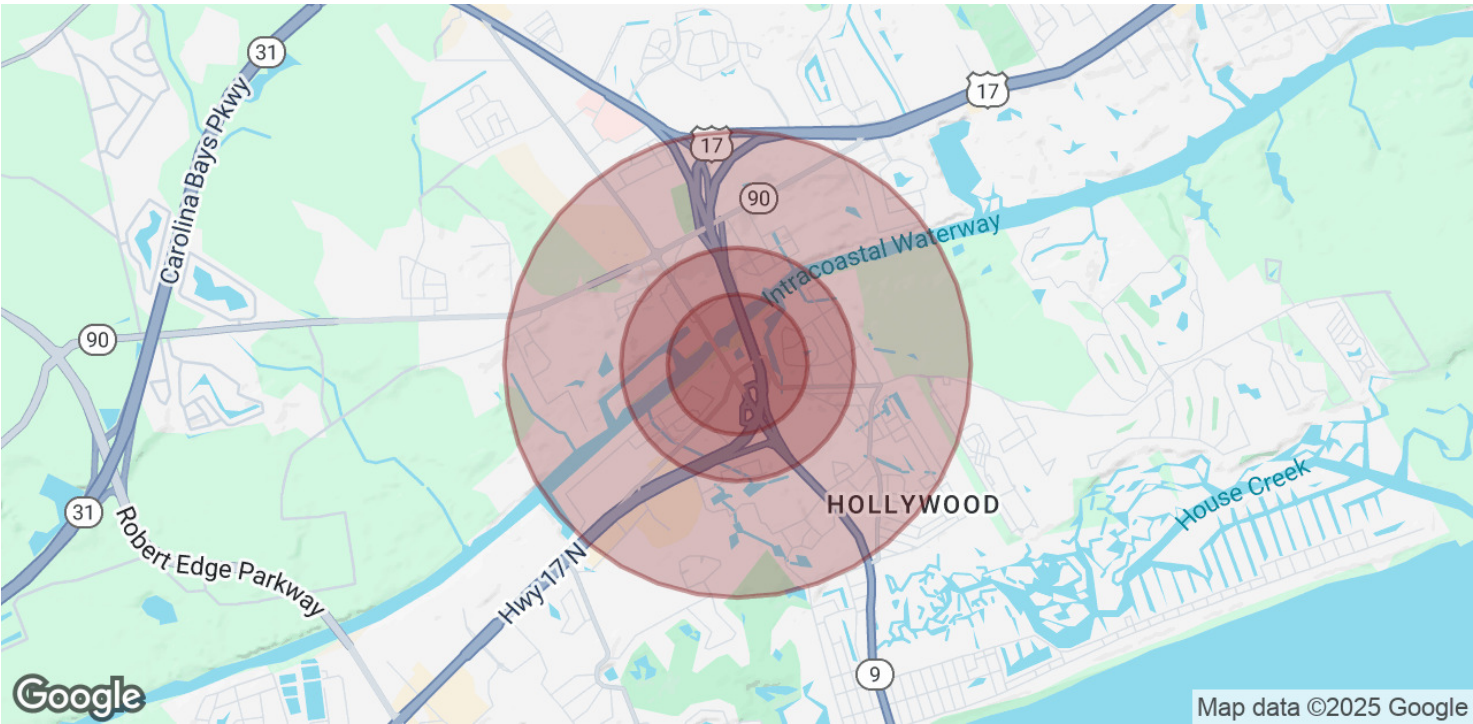 31
Carolina Bays Pkwy
17
17
90
Intracoastal Waterway
90
HOLLYWOOD
House Creek
31
Robert Edge Parkway
Hwy 17 N
9
Google
Map data ©2025 Google